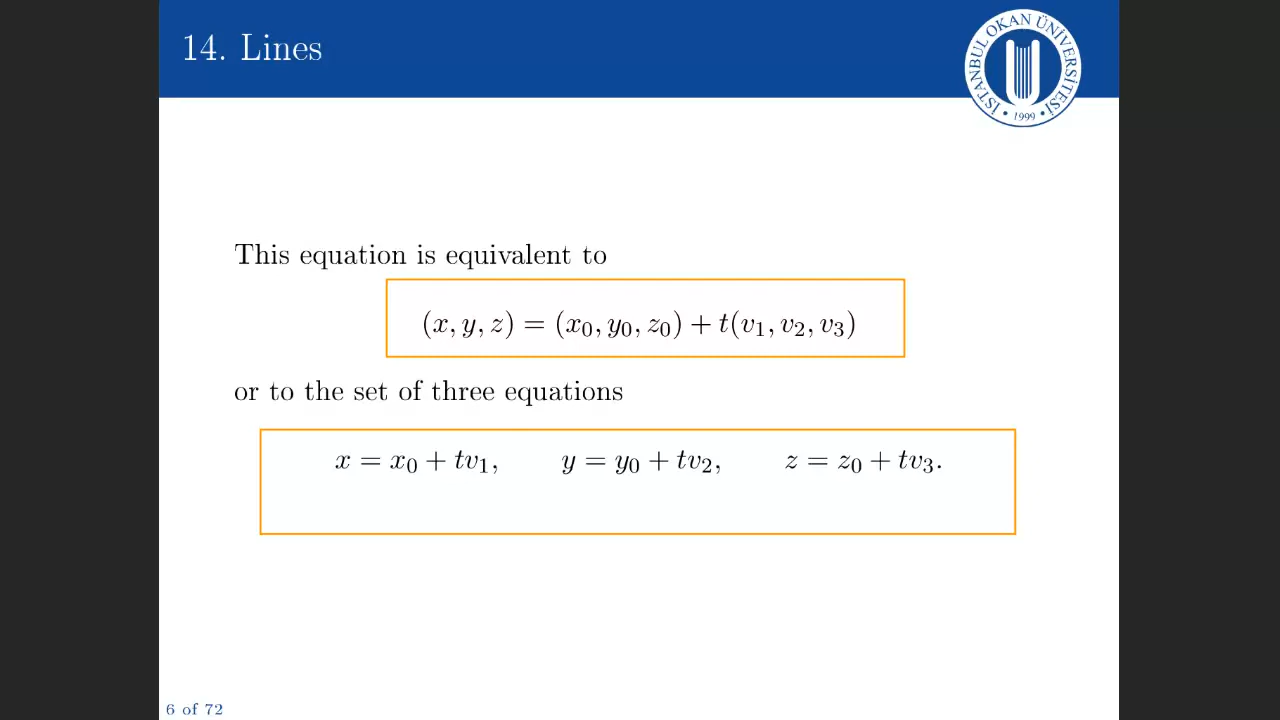 14. Lines
İSTANBUL OKAN ÜNİVERSİTESİ
• 1999 •
This equation is equivalent to
(x, y, z) = (x₀, y₀, z₀) + t(v₁, v₂, v₃)
or to the set of three equations
x = x₀ + tv₁, y = y₀ + tv₂, z = z₀ + tv₃.
6 of 72